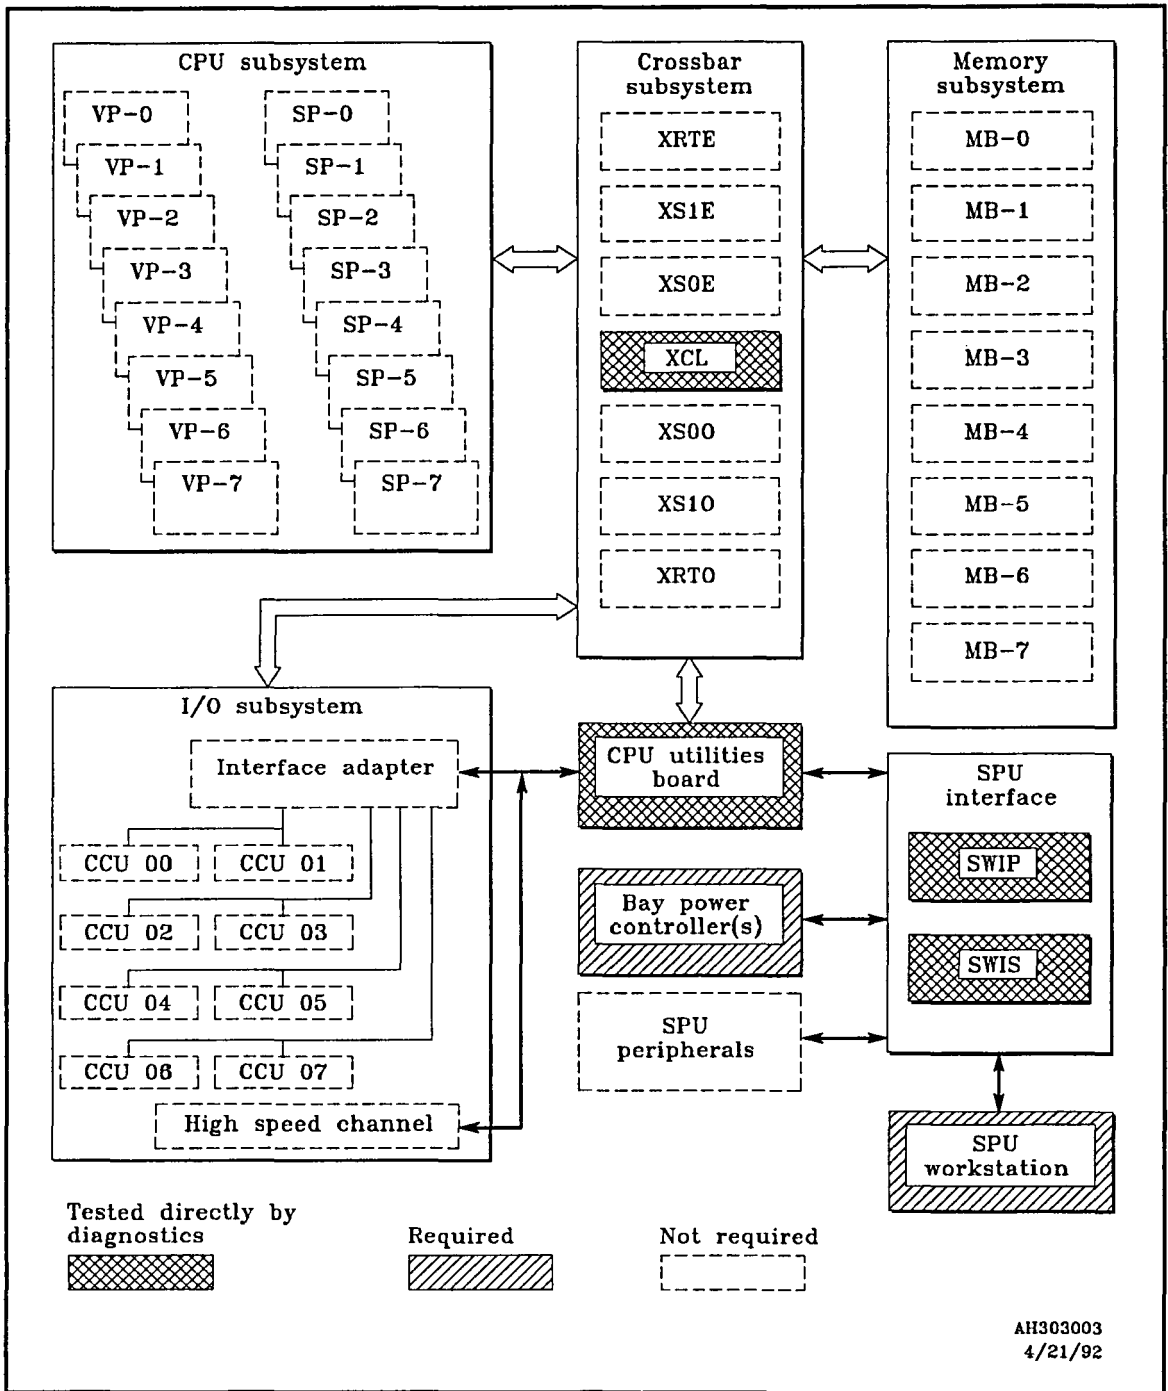 CPU subsystem
VP-0
VP-1
VP-2
VP-3
VP-4
VP-5
VP-6
VP-7
SP-0
SP-1
SP-2
SP-3
SP-4
SP-5
SP-6
SP-7
Crossbar
subsystem
XRTE
XS1E
XS0E
XCL
XS0O
XS1O
XRTO
Memory
subsystem
MB-0
MB-1
MB-2
MB-3
MB-4
MB-5
MB-6
MB-7
I/O subsystem
Interface adapter
CCU 00
CCU 01
CCU 02
CCU 03
CCU 04
CCU 05
CCU 06
CCU 07
High speed channel
CPU utilities
board
Bay power
controller(s)
SPU
peripherals
SPU
interface
SWIP
SWIS
SPU
workstation
Tested directly by
diagnostics
Required
Not required
AH303003
4/21/92